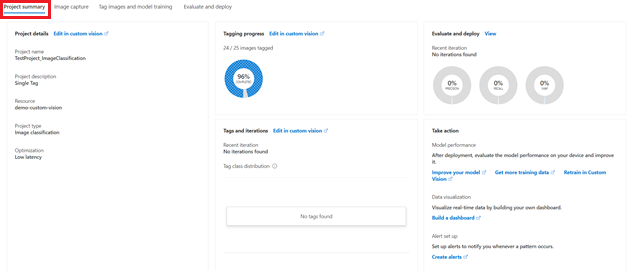 Project summary
Image capture
Tag images and model training
Evaluate and deploy
Project details
Edit in custom vision
Project name
TestProject_ImageClassification
Project description
Single Tag
Resource
demo-custom-vision
Project type
Image classification
Optimization
Low latency
Tagging progress
Edit in custom vision
24 / 25 images tagged
96%
COMPLETE
Evaluate and deploy
View
Recent iteration
No iterations found
0%
PRECISION
0%
RECALL
0%
MAP
Tags and iterations
Edit in custom vision
Recent iteration
No iterations found
Tag class distribution
No tags found
Take action
Model performance
After deployment, evaluate the model performance on your device and improve
it.
Improve your model
Get more training data
Retrain in Custom
Vision
Data visualization
Visualize real-time data by building your own dashboard.
Build a dashboard
Alert set up
Set up alerts to notify you whenever a pattern occurs.
Create alerts